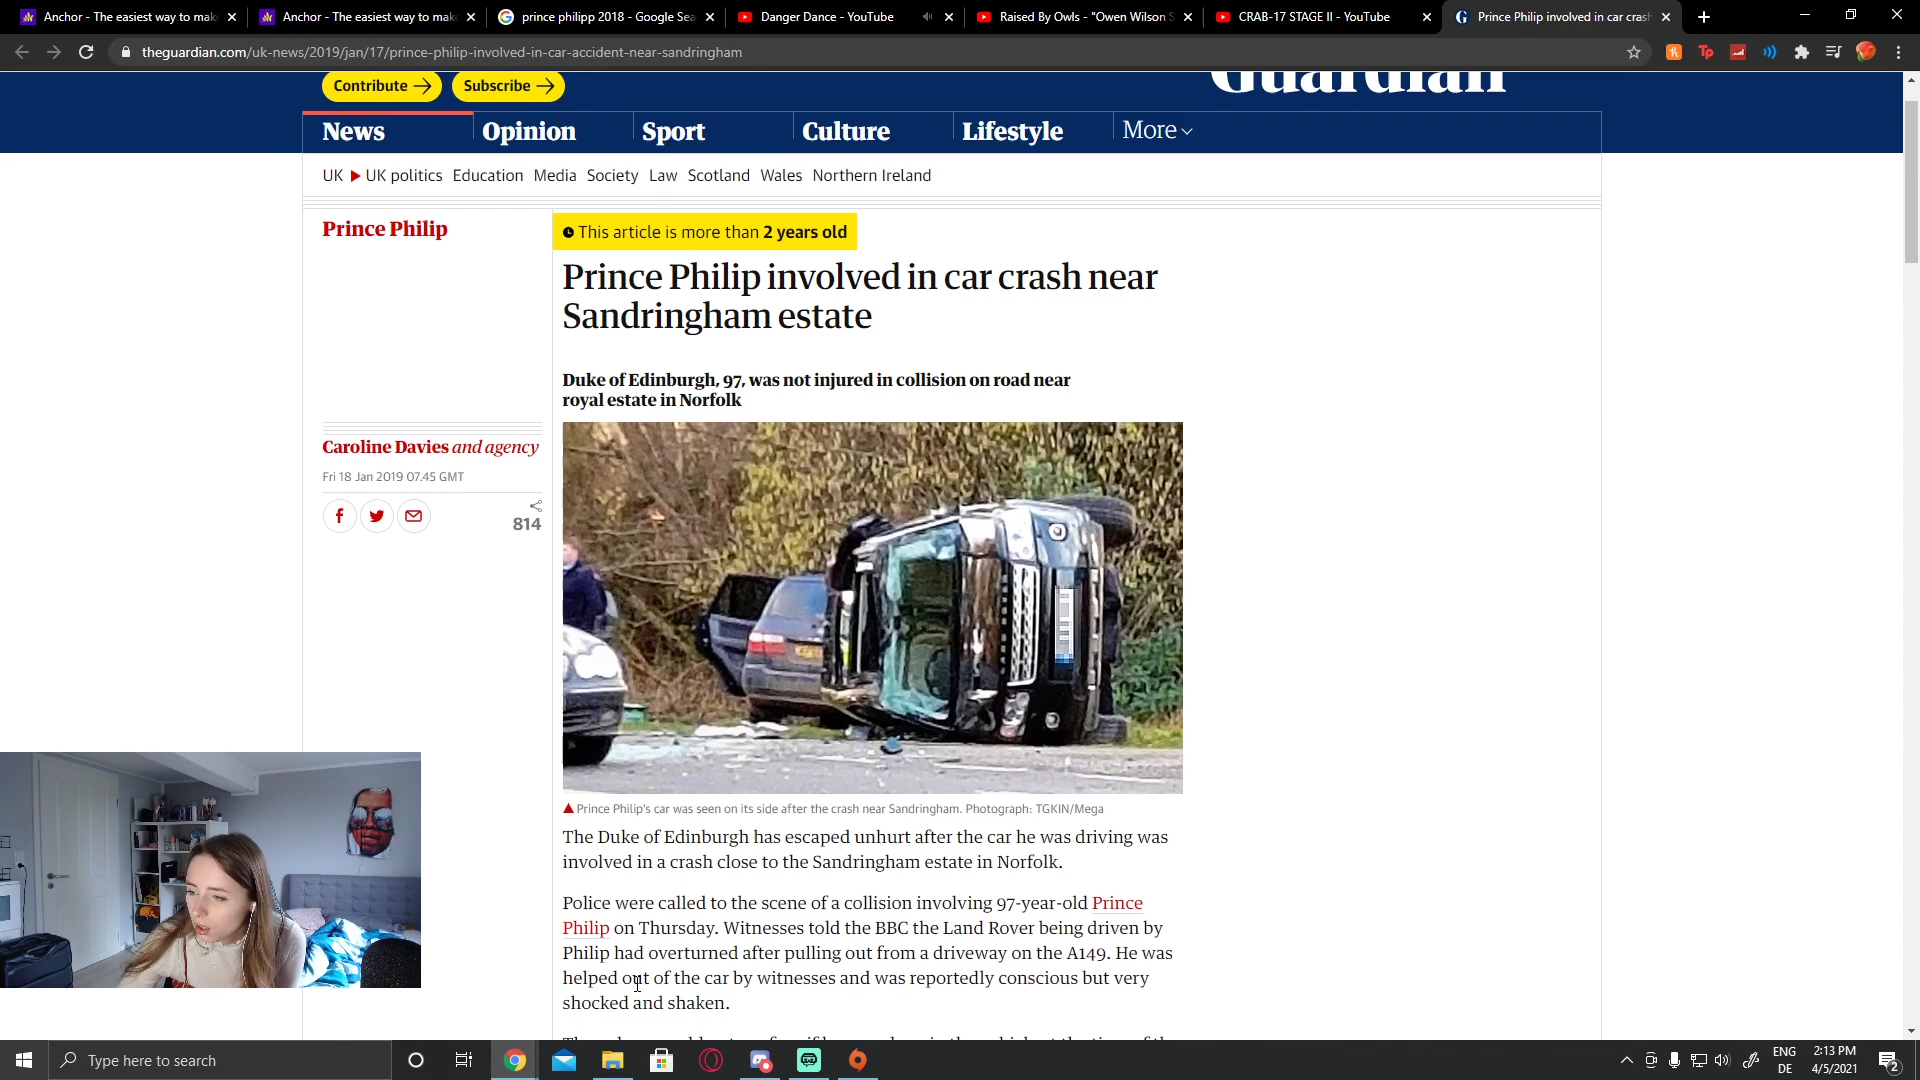 Anchor - The easiest way to mak
Anchor - The easiest way to mak
prince philipp 2018 - Google Sea
Danger Dance - YouTube
Raised By Owls - "Owen Wilson S
CRAB-17 STAGE II - YouTube
Prince Philip involved in car crash
theguardian.com/uk-news/2019/jan/17/prince-philip-involved-in-car-accident-near-sandringham
Contribute
Subscribe
Guardian
News
Opinion
Sport
Culture
Lifestyle
More
UK
UK politics
Education
Media
Society
Law
Scotland
Wales
Northern Ireland
Prince Philip
This article is more than 2 years old
Prince Philip involved in car crash near
Sandringham estate
Duke of Edinburgh, 97, was not injured in collision on road near
royal estate in Norfolk
Caroline Davies and agency
Fri 18 Jan 2019 07.45 GMT
814
Prince Philip's car was seen on its side after the crash near Sandringham. Photograph: TGKIN/Mega
The Duke of Edinburgh has escaped unhurt after the car he was driving was
involved in a crash close to the Sandringham estate in Norfolk.
Police were called to the scene of a collision involving 97-year-old Prince
Philip on Thursday. Witnesses told the BBC the Land Rover being driven by
Philip had overturned after pulling out from a driveway on the A149. He was
helped out of the car by witnesses and was reportedly conscious but very
shocked and shaken.
Type here to search
ENG
DE
2:13 PM
4/5/2021
2